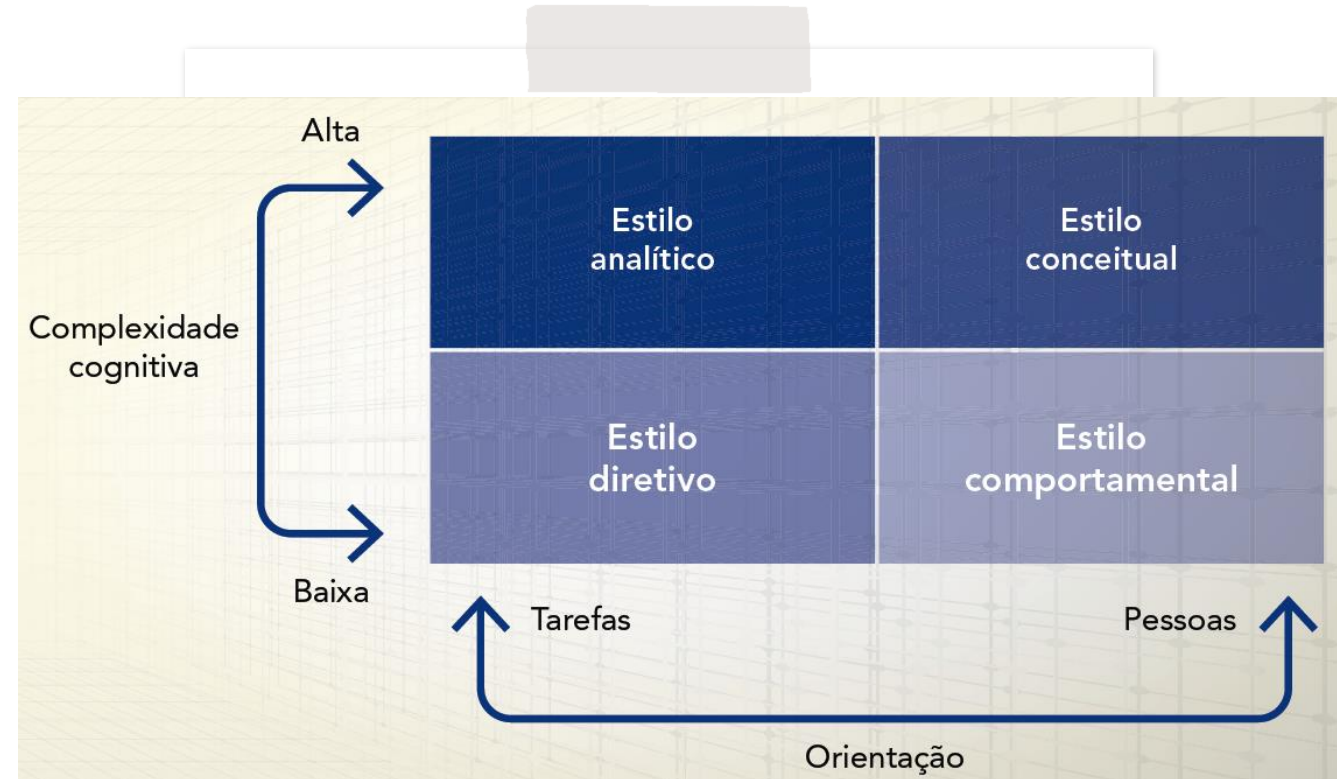 Alta
Estilo
analítico
Estilo
conceitual
Complexidade
cognitiva
Estilo
diretivo
Estilo
comportamental
Baixa
Tarefas
Pessoas
Orientação